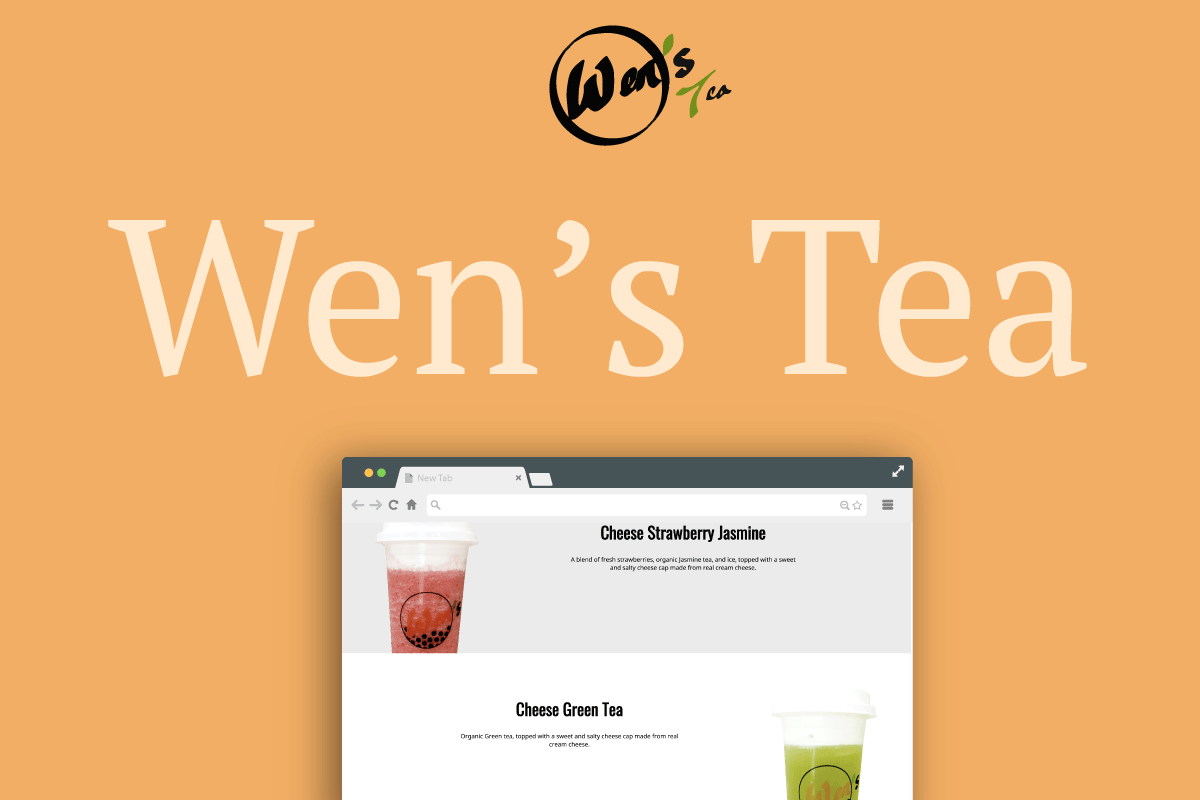 Wen's
Tea
Wen’s Tea
New Tab
Cheese Strawberry Jasmine
A blend of fresh strawberries, organic Jasmine tea, and ice, topped with a sweet
and salty cheese cap made from real cream cheese.
Cheese Green Tea
Organic Green tea, topped with a sweet and salty cheese cap made from real
cream cheese.